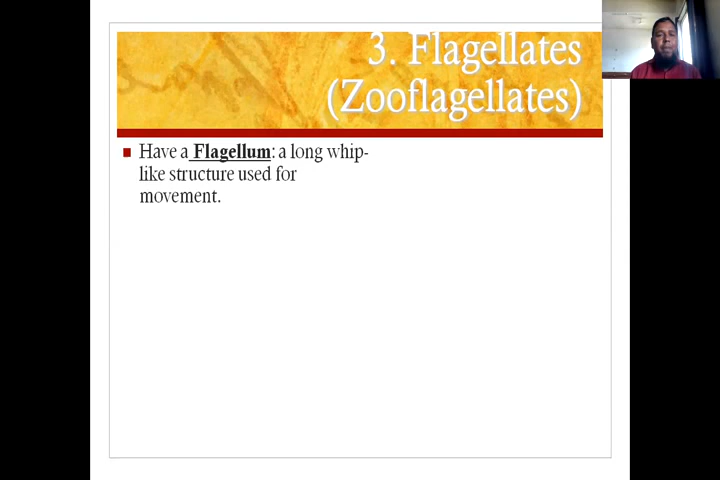 3. Flagellates
(Zooflagellates)
Have a Flagellum: a long whip-
like structure used for
movement.